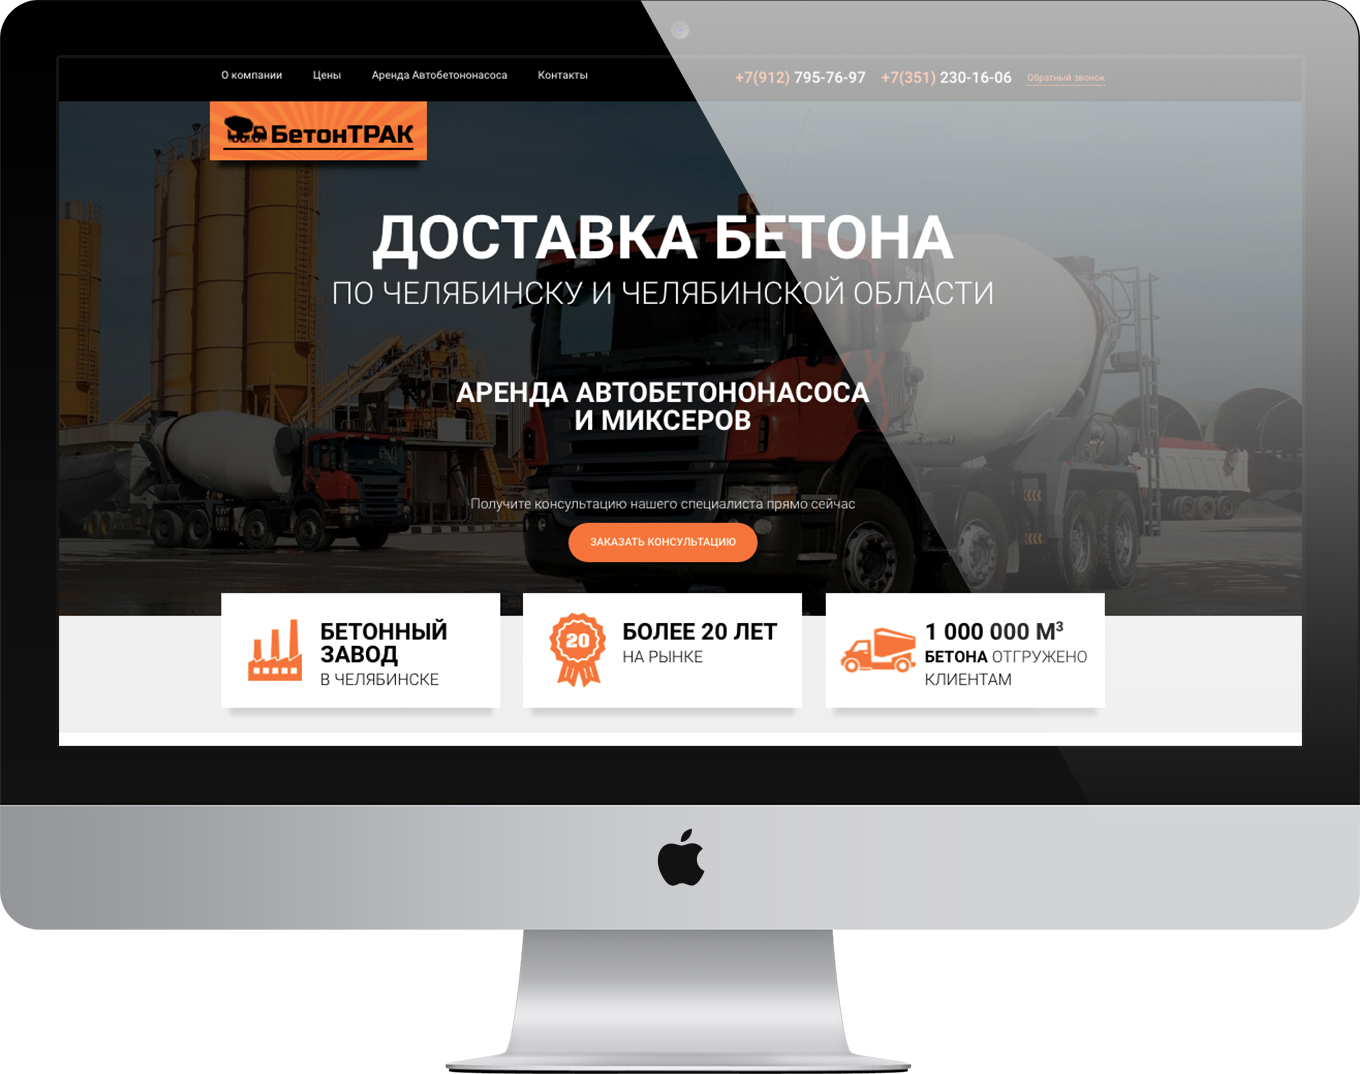 О компании Цены Аренда Автобетононасоса Контакты +7(912) 795-76-97 +7(351) 230-16-06 Обратный звонок
БетонТРАК
ДОСТАВКА БЕТОНА
ПО ЧЕЛЯБИНСКУ И ЧЕЛЯБИНСКОЙ ОБЛАСТИ
АРЕНДА АВТОБЕТОНОНАСОСА
И МИКСЕРОВ
Получите консультацию нашего специалиста прямо сейчас
ЗАКАЗАТЬ КОНСУЛЬТАЦИЮ
БЕТОННЫЙ
ЗАВОД
В ЧЕЛЯБИНСКЕ
20
БОЛЕЕ 20 ЛЕТ
НА РЫНКЕ
1 000 000 М³
БЕТОНА ОТГРУЖЕНО
КЛИЕНТАМ